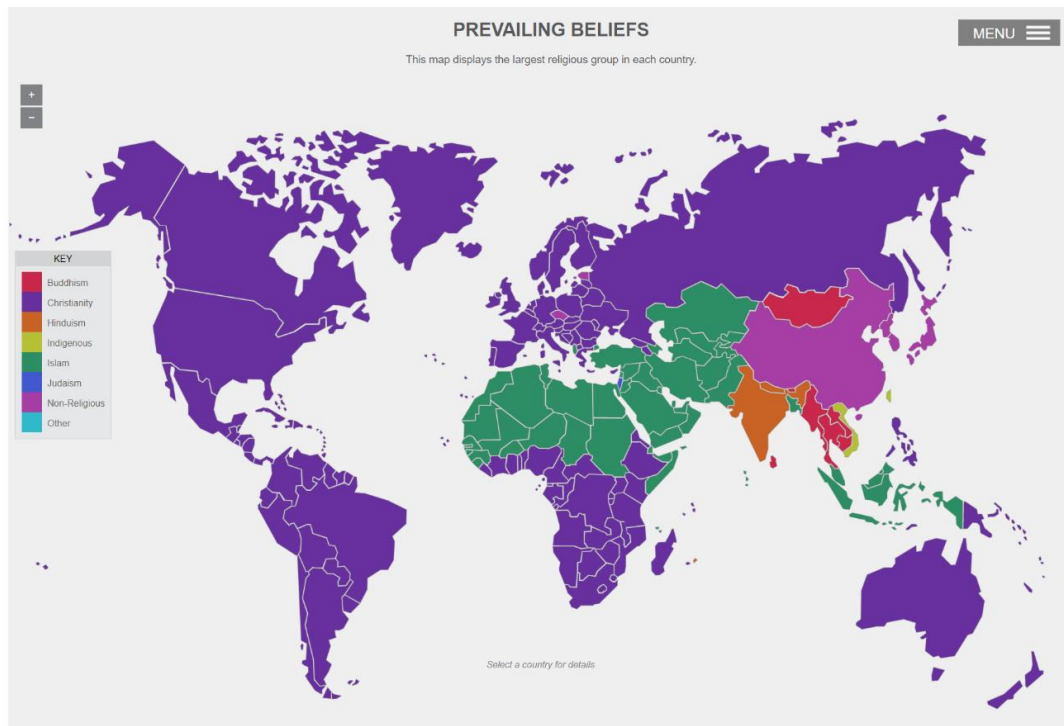 PREVAILING BELIEFS
MENU
This map displays the largest religious group in each country.
+
−
KEY
Buddhism
Christianity
Hinduism
Indigenous
Islam
Judaism
Non-Religious
Other
Select a country for details